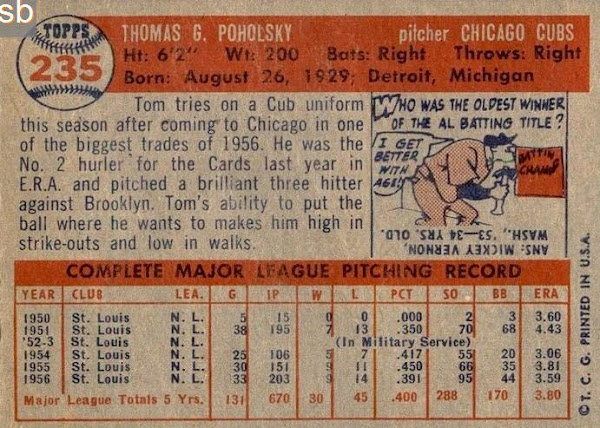 sb
TOPPS
235
THOMAS G. POHOLSKY pitcher CHICAGO CUBS
Ht: 6'2" Wt: 200 Bats: Right Throws: Right
Born: August 26, 1929; Detroit, Michigan
Tom tries on a Cub uniform
this season after coming to Chicago in one
of the biggest trades of 1956. He was the
No. 2 hurler for the Cards last year in
E.R.A. and pitched a brilliant three hitter
against Brooklyn. Tom's ability to put the
ball where he wants to makes him high in
strike-outs and low in walks.
WHO WAS THE OLDEST WINNER
OF THE AL BATTING TITLE?
I GET
BETTER
WITH
AGE!
BATTING
CHAMP
ANS: MICKEY VERNON,
WASH., '53—34 YRS. OLD.
COMPLETE MAJOR LEAGUE PITCHING RECORD
YEAR CLUB LEA. G IP W L PCT SO BB ERA
1950 St. Louis N. L. 5 15 0 0 .000 2 3 3.60
1951 St. Louis N. L. 38 195 7 13 .350 70 68 4.43
'52-3 St. Louis N. L. (In Military Service)
1954 St. Louis N. L. 25 106 5 7 .417 55 20 3.06
1955 St. Louis N. L. 30 151 9 11 .450 66 35 3.81
1956 St. Louis N. L. 33 203 9 14 .391 95 44 3.59
Major League Totals 5 Yrs. 131 670 30 45 .400 288 170 3.80
© T. C. G. PRINTED IN U.S.A.